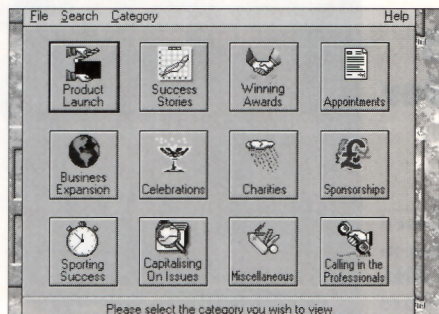 File Search Category Help
Product
Launch
Success
Stories
Winning
Awards
Appointments
Business
Expansion
Celebrations
Charities
Sponsorships
Sporting
Success
Capitalising
On Issues
Miscellaneous
Calling in the
Professionals
Please select the category you wish to view